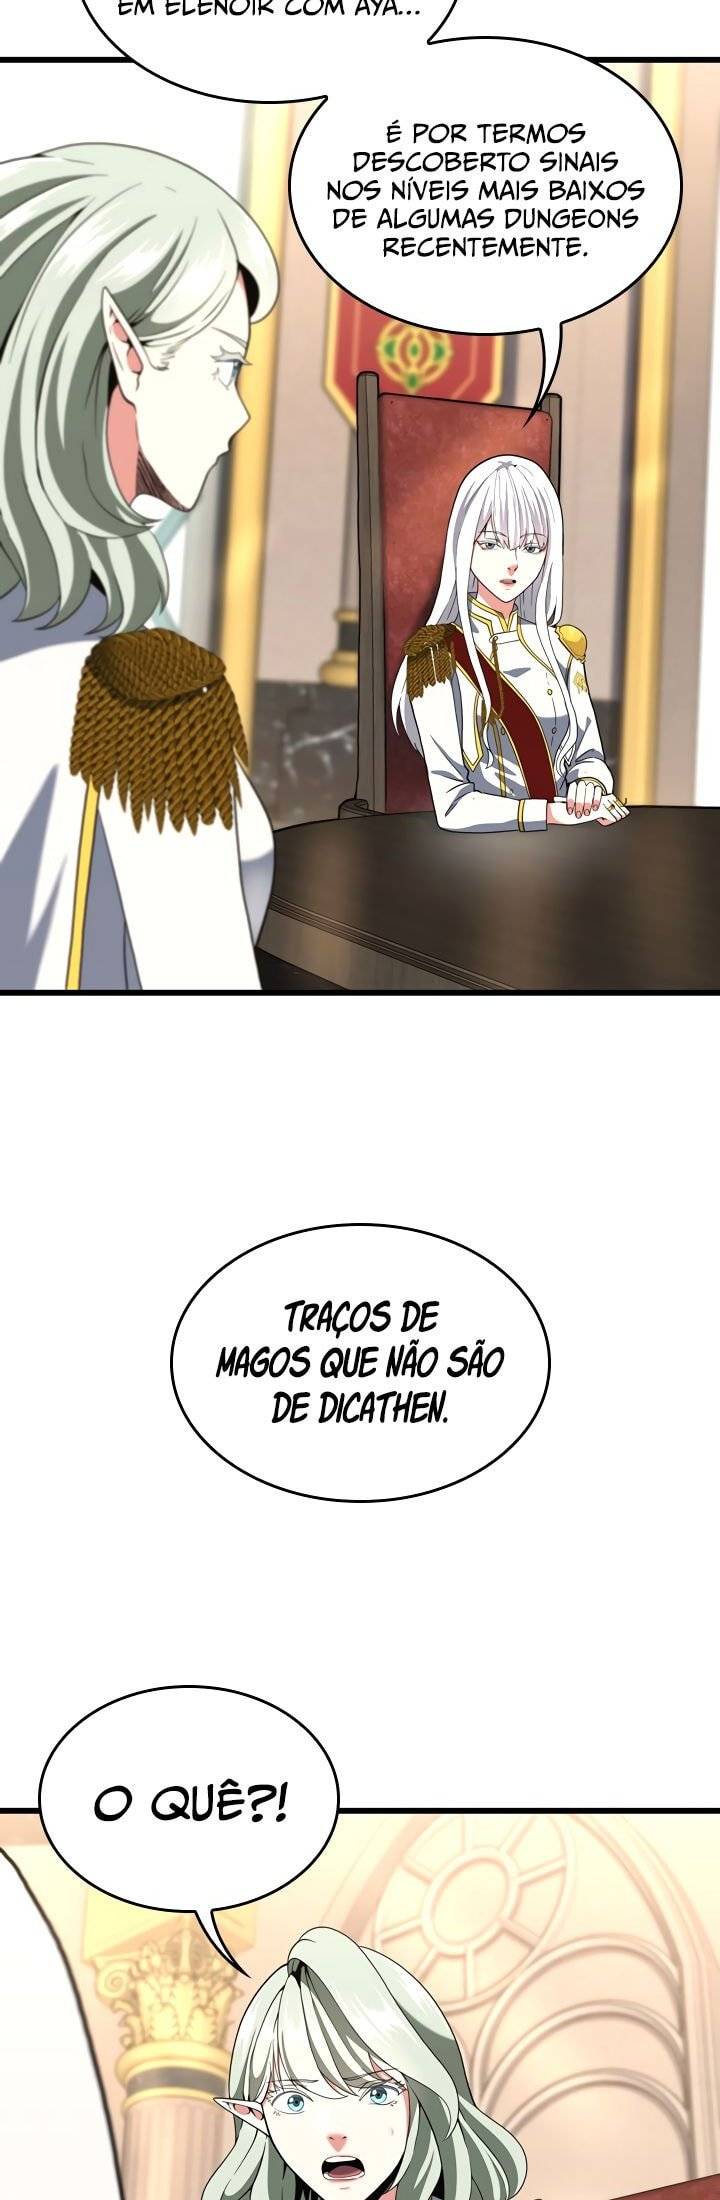 EM ELENOIR COM AYA...
É POR TERMOS
DESCOBERTO SINAIS
NOS NÍVEIS MAIS BAIXOS
DE ALGUMAS DUNGEONS
RECENTEMENTE.
TRAÇOS DE
MAGOS QUE NÃO SÃO
DE DICATHEN.
O QUÊ?!